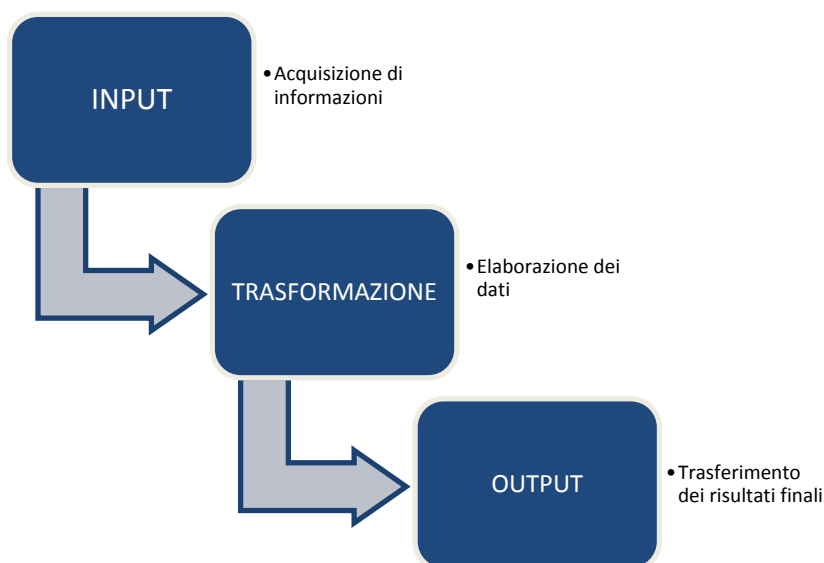 INPUT
•Acquisizione di
informazioni
TRASFORMAZIONE
•Elaborazione dei
dati
OUTPUT
•Trasferimento
dei risultati finali